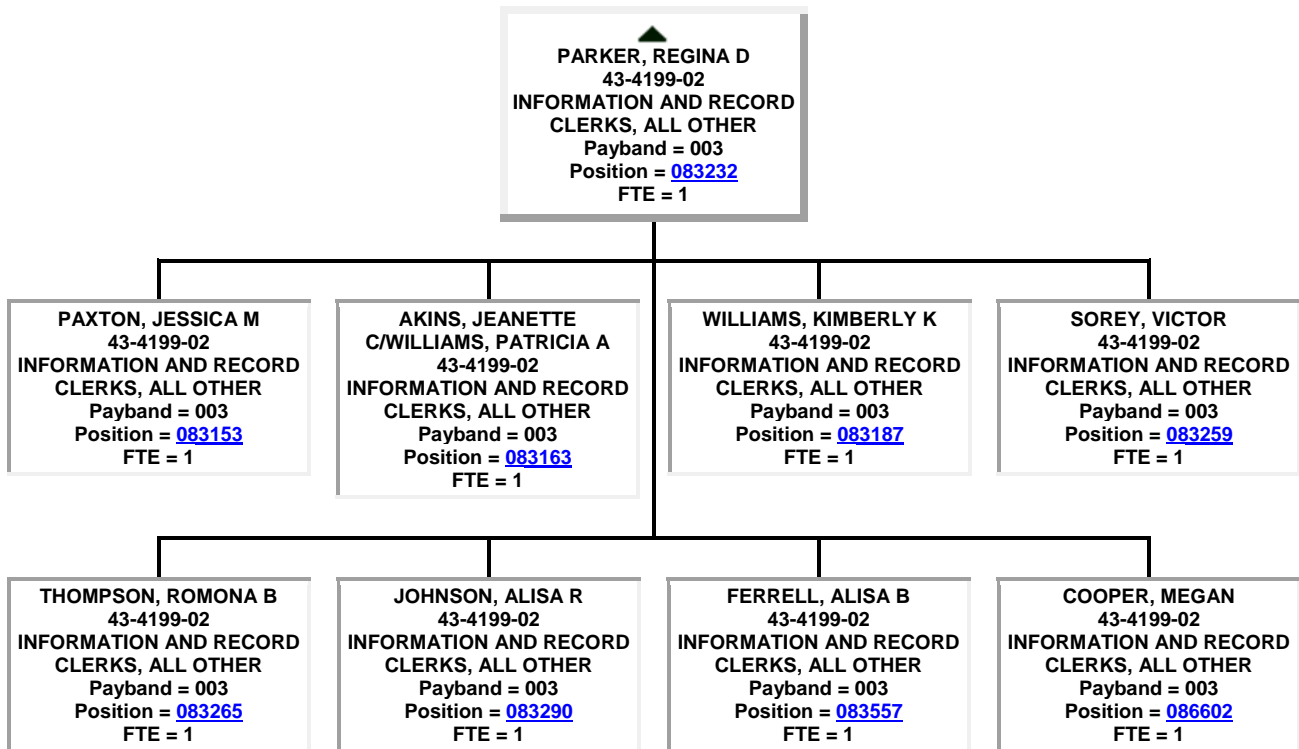 PARKER, REGINA D
43-4199-02
INFORMATION AND RECORD
CLERKS, ALL OTHER
Payband = 003
Position = 083232
FTE = 1
PAXTON, JESSICA M
43-4199-02
INFORMATION AND RECORD
CLERKS, ALL OTHER
Payband = 003
Position = 083153
FTE = 1
AKINS, JEANETTE
C/WILLIAMS, PATRICIA A
43-4199-02
INFORMATION AND RECORD
CLERKS, ALL OTHER
Payband = 003
Position = 083163
FTE = 1
WILLIAMS, KIMBERLY K
43-4199-02
INFORMATION AND RECORD
CLERKS, ALL OTHER
Payband = 003
Position = 083187
FTE = 1
SOREY, VICTOR
43-4199-02
INFORMATION AND RECORD
CLERKS, ALL OTHER
Payband = 003
Position = 083259
FTE = 1
THOMPSON, ROMONA B
43-4199-02
INFORMATION AND RECORD
CLERKS, ALL OTHER
Payband = 003
Position = 083265
FTE = 1
JOHNSON, ALISA R
43-4199-02
INFORMATION AND RECORD
CLERKS, ALL OTHER
Payband = 003
Position = 083290
FTE = 1
FERRELL, ALISA B
43-4199-02
INFORMATION AND RECORD
CLERKS, ALL OTHER
Payband = 003
Position = 083557
FTE = 1
COOPER, MEGAN
43-4199-02
INFORMATION AND RECORD
CLERKS, ALL OTHER
Payband = 003
Position = 086602
FTE = 1